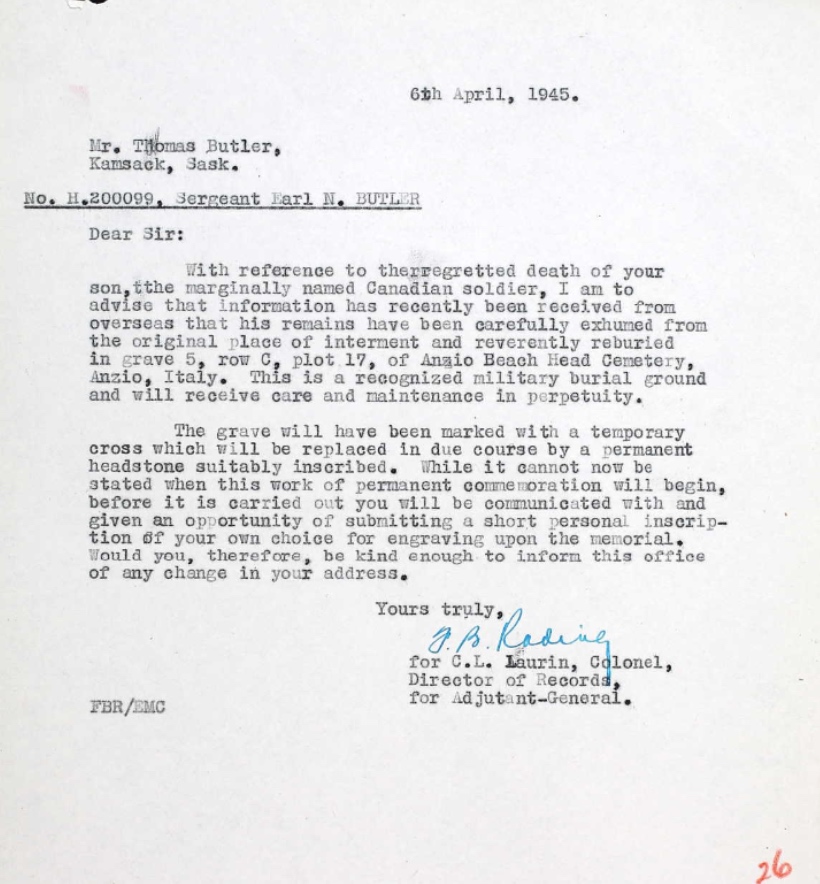 6th April, 1945.
Mr. Thomas Butler,
Kamsack, Sask.
No. H.200099, Sergeant Earl N. BUTLER
Dear Sir:
With reference to therregretted death of your
son,tthe marginally named Canadian soldier, I am to
advise that information has recently been received from
overseas that his remains have been carefully exhumed from
the original place of interment and reverently reburied
in grave 5, row C, plot 17, of Anzio Beach Head Cemetery,
Anzio, Italy. This is a recognized military burial ground
and will receive care and maintenance in perpetuity.
The grave will have been marked with a temporary
cross which will be replaced in due course by a permanent
headstone suitably inscribed. While it cannot now be
stated when this work of permanent commemoration will begin,
before it is carried out you will be communicated with and
given an opportunity of submitting a short personal inscrip-
tion of your own choice for engraving upon the memorial.
Would you, therefore, be kind enough to inform this office
of any change in your address.
Yours truly,
F. B. 
for C.L. Laurin, Colonel,
Director of Records,
for Adjutant-General.
FBR/EMC
26